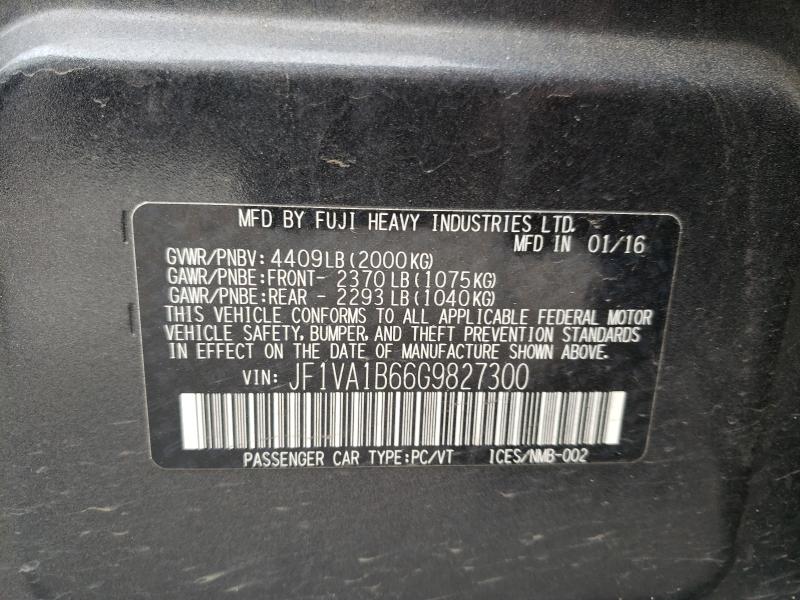 MFD BY FUJI HEAVY INDUSTRIES LTD.
MFD IN 01/16
GVWR/PNBV: 4409LB(2000KG)
GAWR/PNBE:FRONT- 2370LB(1075KG)
GAWR/PNBE:REAR - 2293LB(1040KG)
THIS VEHICLE CONFORMS TO ALL APPLICABLE FEDERAL MOTOR
VEHICLE SAFETY, BUMPER, AND THEFT PREVENTION STANDARDS
IN EFFECT ON THE DATE OF MANUFACTURE SHOWN ABOVE.
VIN: JF1VA1B66G9827300
PASSENGER CAR TYPE:PC/VT ICES/NMB-002